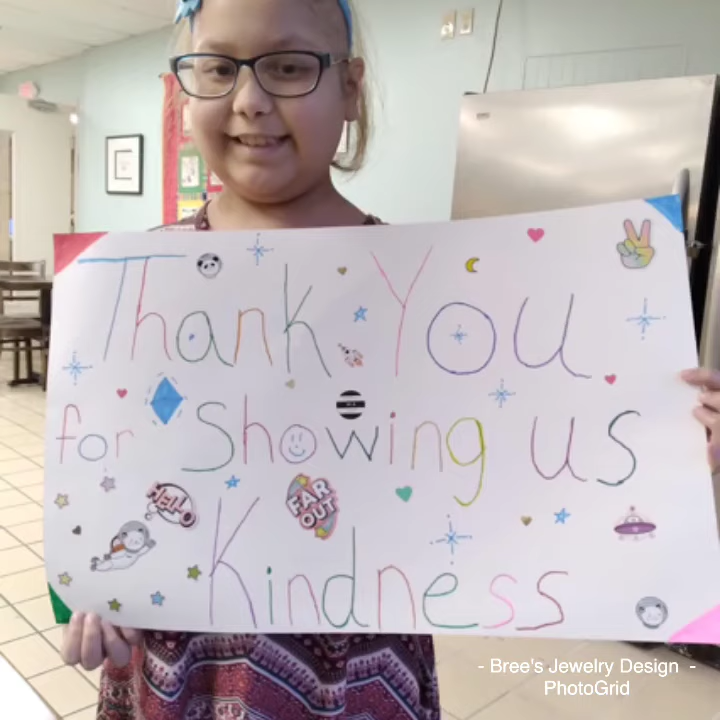 Thank You
for Showing us
HELLO
FAR
OUT
Kindness
- Bree's Jewelry Design -
PhotoGrid